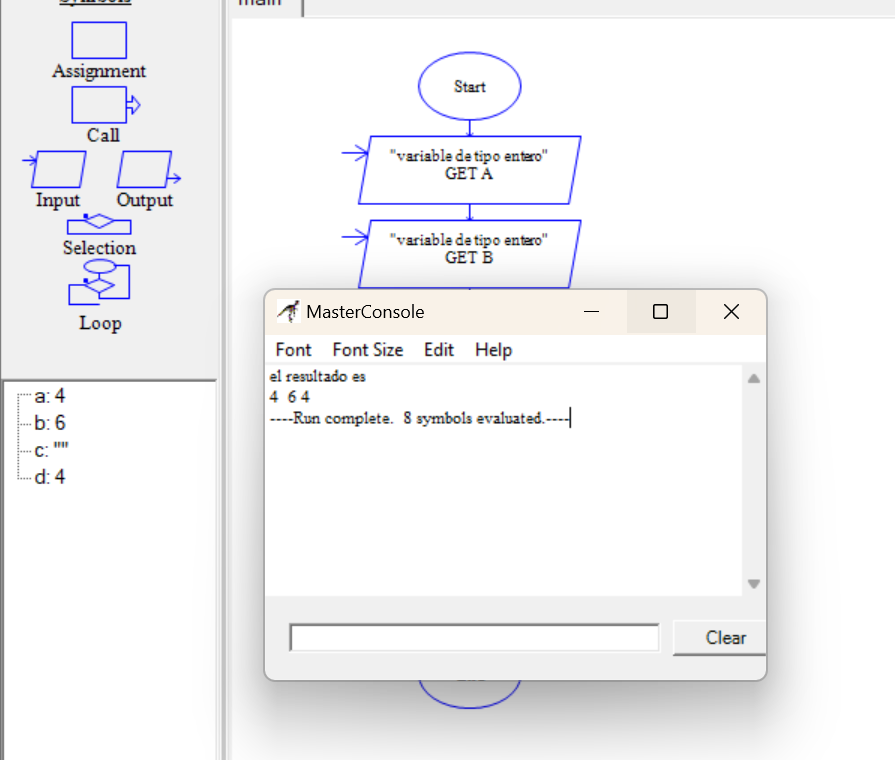 Symbols
main
Assignment
Call
Input Output
Selection
Loop
a: 4
b: 6
c: ""
d: 4
Start
"variable de tipo entero"
GET A
"variable de tipo entero"
GET B
MasterConsole
Font Font Size Edit Help
el resultado es
4  6 4
----Run complete.  8 symbols evaluated.----
Clear